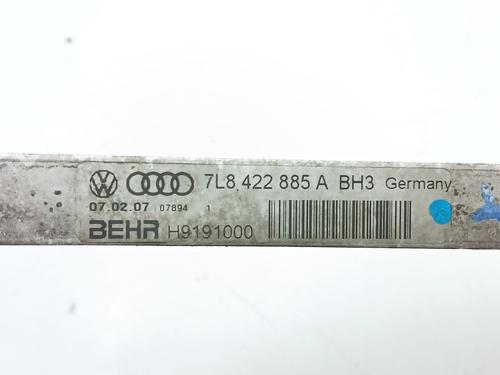 7L8 422 885 A BH3 Germany
07.02.07 07894 1
BEHR H9191000